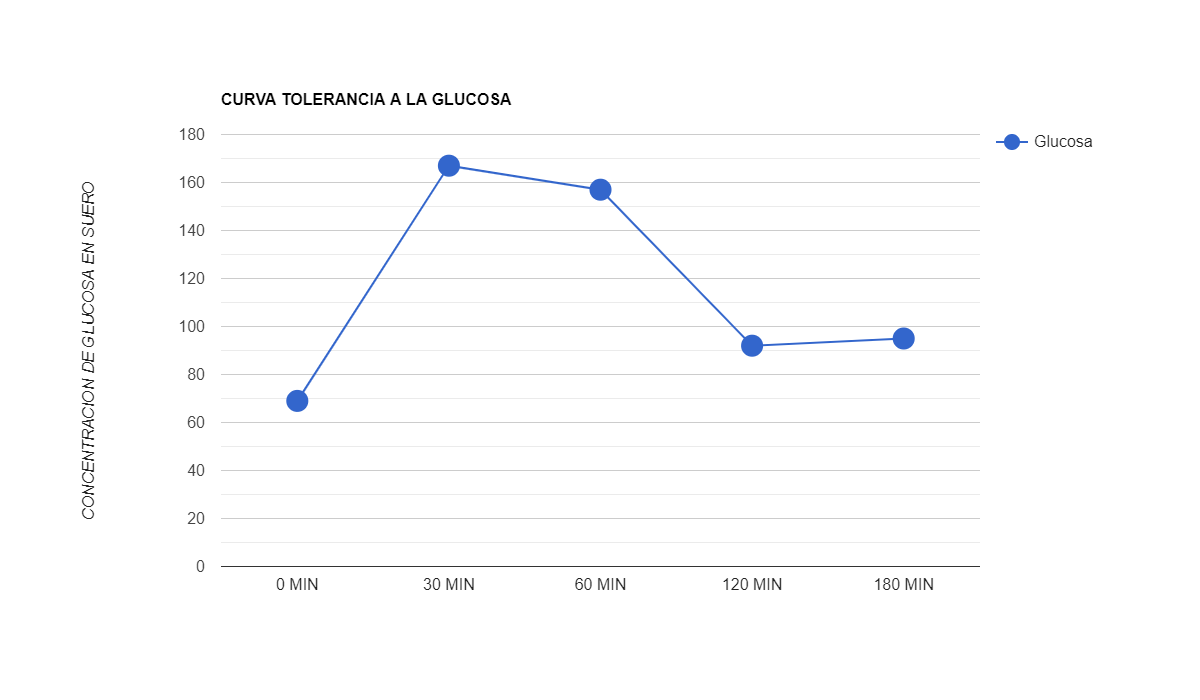 CURVA TOLERANCIA A LA GLUCOSA
Glucosa
CONCENTRACION DE GLUCOSA EN SUERO
180
160
140
120
100
80
60
40
20
0
0 MIN 30 MIN 60 MIN 120 MIN 180 MIN